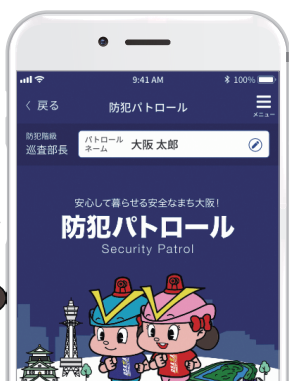 9:41 AM
100%
戻る
防犯パトロール
メニュー
防犯階級
巡査部長
パトロール
ネーム
大阪 太郎
安心して暮らせる安全なまち大阪!
防犯パトロール
Security Patrol